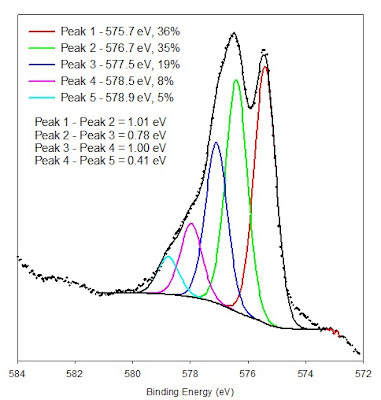 Peak 1 - 575.7 eV, 36%
Peak 2 - 576.7 eV, 35%
Peak 3 - 577.5 eV, 19%
Peak 4 - 578.5 eV, 8%
Peak 5 - 578.9 eV, 5%
Peak 1 - Peak 2 = 1.01 eV
Peak 2 - Peak 3 = 0.78 eV
Peak 3 - Peak 4 = 1.00 eV
Peak 4 - Peak 5 = 0.41 eV
584 582 580 578 576 574 572
Binding Energy (eV)